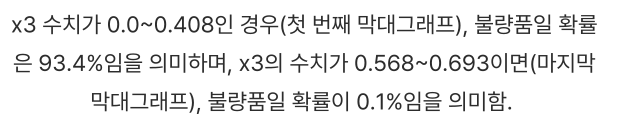 x3 수치가 0.0~0.408인 경우(첫 번째 막대그래프), 불량품일 확률
은 93.4%임을 의미하며, x3의 수치가 0.568~0.693이면(마지막
막대그래프), 불량품일 확률이 0.1%임을 의미함.